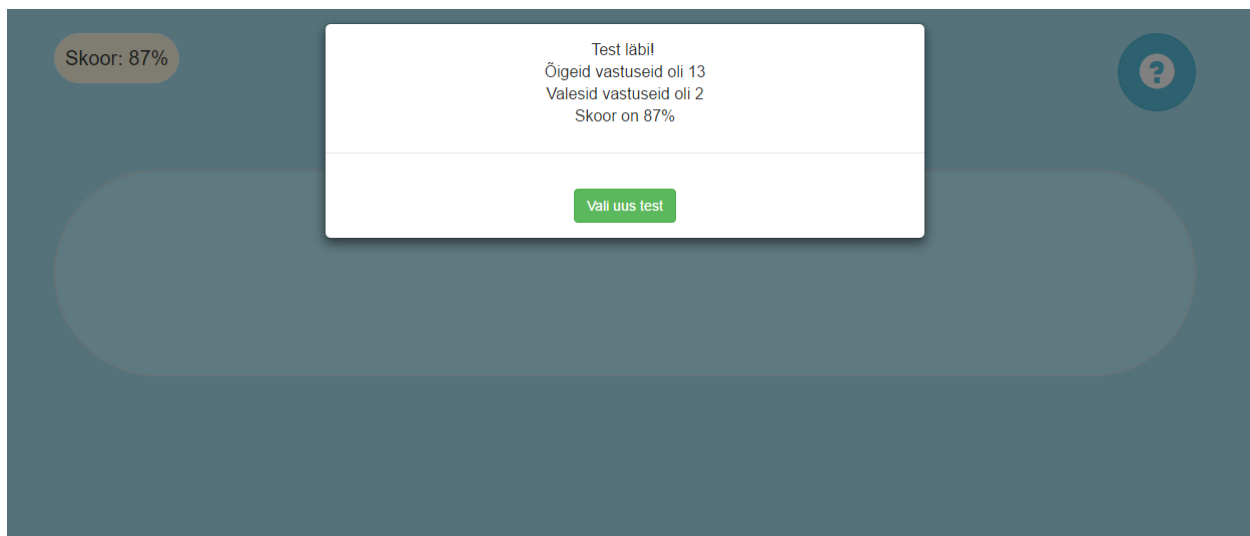 Skoor: 87%
Test läbi!
Õigeid vastuseid oli 13
Valesid vastuseid oli 2
Skoor on 87%
Vali uus test
?